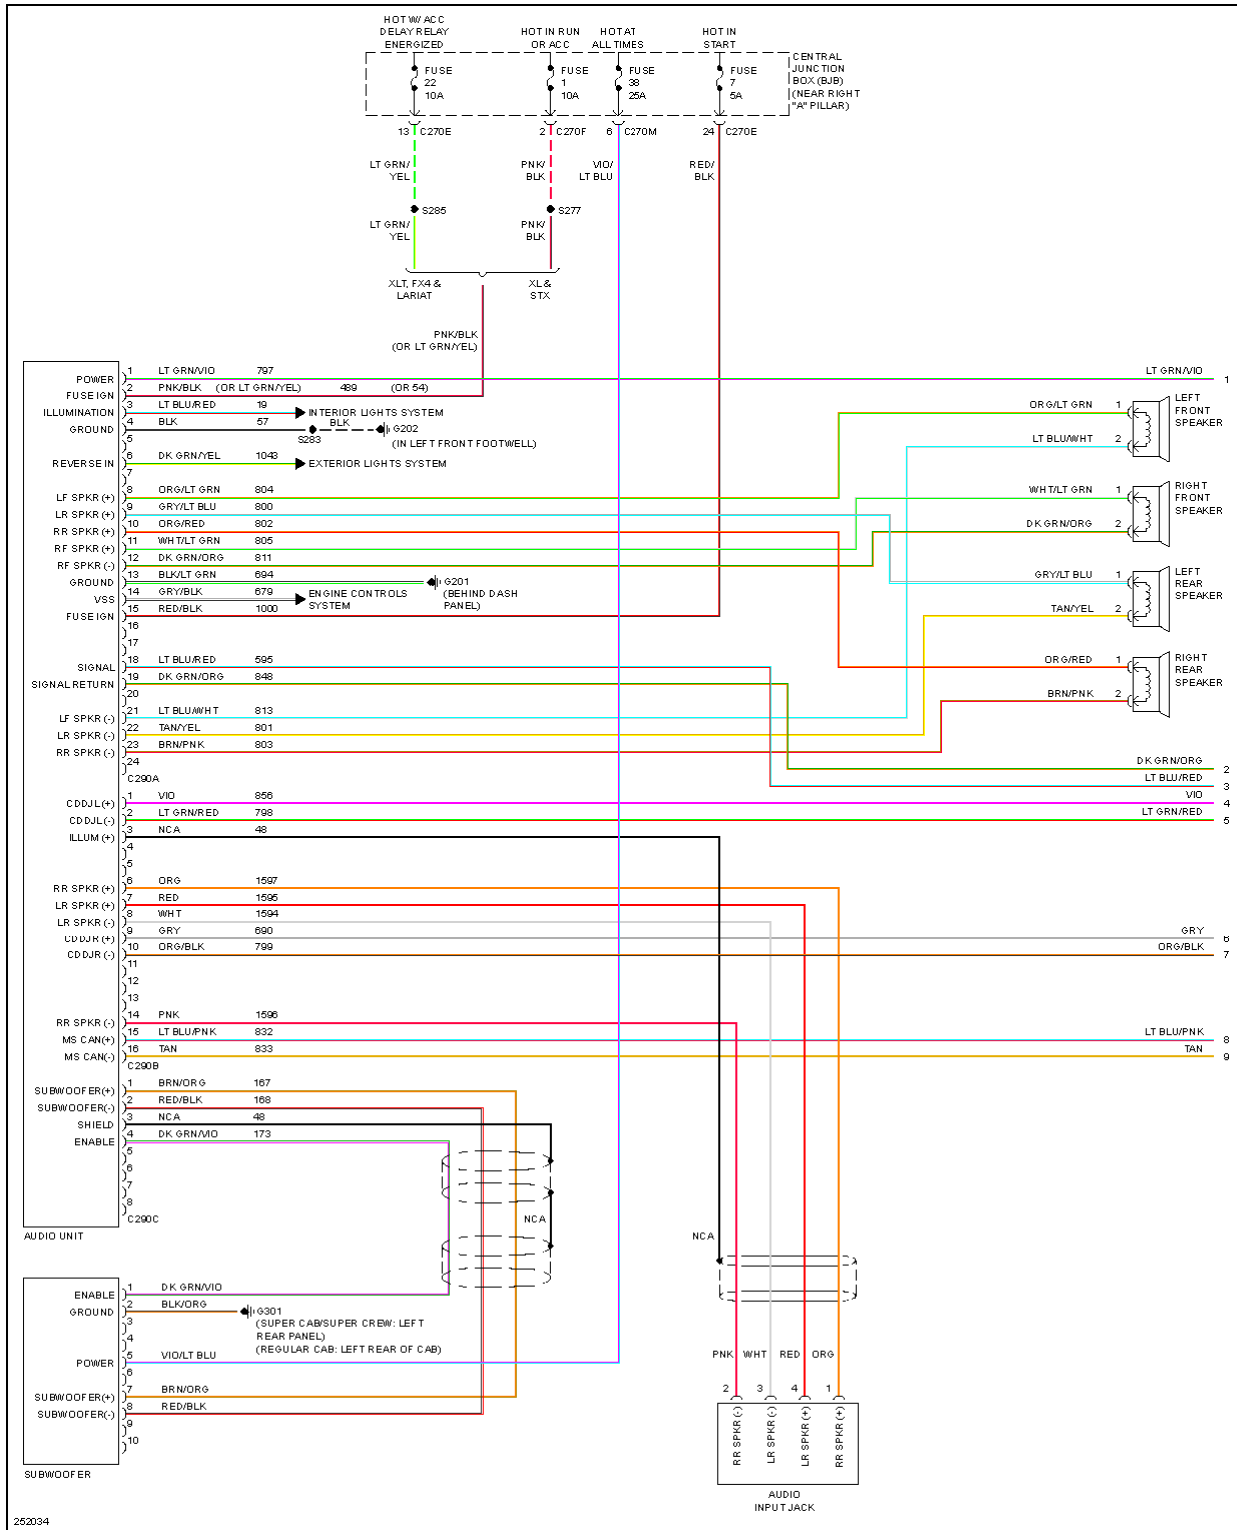 HOT W/ ACC
DELAY RELAY
ENERGIZED
HOT IN RUN
OR ACC
HOT AT
ALL TIMES
HOT IN
START
FUSE
22
10A
FUSE
1
10A
FUSE
38
25A
FUSE
7
5A
CENTRAL
JUNCTION
BOX (BJB)
(NEAR RIGHT
"A" PILLAR)
13 C270E
2 C270F
6 C270M
24 C270E
LT GRN/
YEL
PNK/
BLK
VIO/
LT BLU
RED/
BLK
S285
S277
LT GRN/
YEL
PNK/
BLK
XLT, FX4 &
LARIAT
XL &
STX
PNK/BLK
(OR LT GRN/YEL)
POWER 1 LT GRN/VIO 797 LT GRN/VIO 1
FUSE IGN 2 PNK/BLK (OR LT GRN/YEL) 489 (OR 54)
ILLUMINATION 3 LT BLU/RED 19 INTERIOR LIGHTS SYSTEM
GROUND 4 BLK 57 S283 BLK G202
(IN LEFT FRONT FOOTWELL)
5
REVERSE IN 6 DK GRN/YEL 1043 EXTERIOR LIGHTS SYSTEM
7
LF SPKR (+) 8 ORG/LT GRN 804
LR SPKR (+) 9 GRY/LT BLU 800
RR SPKR (+) 10 ORG/RED 802
RF SPKR (+) 11 WHT/LT GRN 805
RF SPKR (-) 12 DK GRN/ORG 811
GROUND 13 BLK/LT GRN 694 G201
(BEHIND DASH
PANEL)
VSS 14 GRY/BLK 679 ENGINE CONTROLS
SYSTEM
FUSE IGN 15 RED/BLK 1000
16
17
SIGNAL 18 LT BLU/RED 595
SIGNAL RETURN 19 DK GRN/ORG 848
20
LF SPKR (-) 21 LT BLU/WHT 813
LR SPKR (-) 22 TAN/YEL 801
RR SPKR (-) 23 BRN/PNK 803
24
C290A
ORG/LT GRN 1
LT BLU/WHT 2
LEFT
FRONT
SPEAKER
WHT/LT GRN 1
DK GRN/ORG 2
RIGHT
FRONT
SPEAKER
GRY/LT BLU 1
TAN/YEL 2
LEFT
REAR
SPEAKER
ORG/RED 1
BRN/PNK 2
RIGHT
REAR
SPEAKER
DK GRN/ORG 2
LT BLU/RED 3
CDDJL(+) 1 VIO 856 VIO 4
CDDJL(-) 2 LT GRN/RED 798 LT GRN/RED 5
ILLUM (+) 3 NCA 48
4
5
RR SPKR (+) 6 ORG 1597
LR SPKR (+) 7 RED 1595
LR SPKR (-) 8 WHT 1594
CDDJR (+) 9 GRY 690 GRY 6
CDDJR (-) 10 ORG/BLK 799 ORG/BLK 7
11
12
13
RR SPKR (-) 14 PNK 1596
MS CAN(+) 15 LT BLU/PNK 832 LT BLU/PNK 8
MS CAN(-) 16 TAN 833 TAN 9
C290B
SUBWOOFER(+) 1 BRN/ORG 167
SUBWOOFER(-) 2 RED/BLK 168
SHIELD 3 NCA 48
ENABLE 4 DK GRN/VIO 173
5
6
7
8
C290C
AUDIO UNIT
NCA
NCA
ENABLE 1 DK GRN/VIO
GROUND 2 BLK/ORG G301
(SUPER CAB/SUPER CREW: LEFT
REAR PANEL)
(REGULAR CAB: LEFT REAR OF CAB)
3
4
POWER 5 VIO/LT BLU
6
SUBWOOFER(+) 7 BRN/ORG
SUBWOOFER(-) 8 RED/BLK
9
10
SUBWOOFER
PNK WHT RED ORG
2 3 4 1
RR SPKR (-)
LR SPKR (-)
LR SPKR (+)
RR SPKR (+)
AUDIO
INPUT JACK
252034